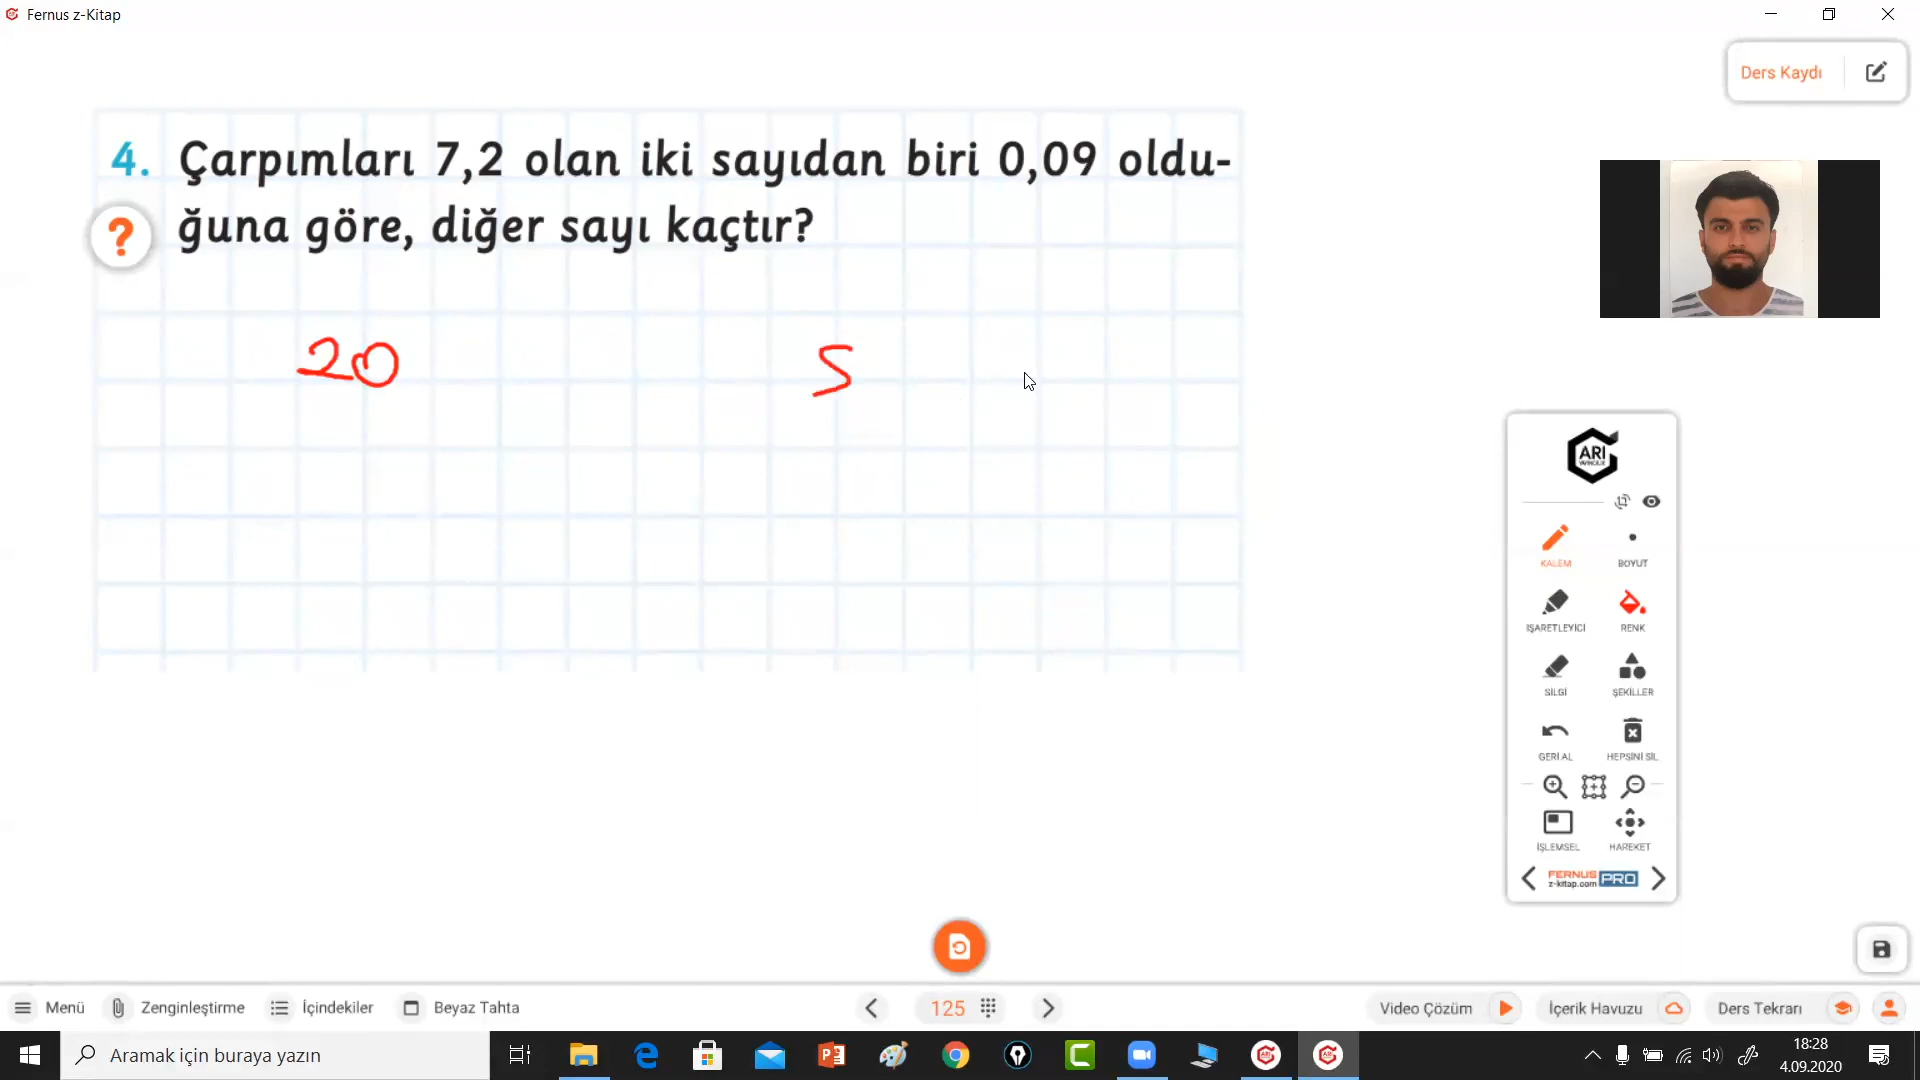 Fernus z-Kitap
Ders Kaydı
4. Çarpımları 7,2 olan iki sayıdan biri 0,09 oldu-
? ğuna göre, diğer sayı kaçtır?
20 5
ARI
YAYINCILIK
KALEM BOYUT
İŞARETLEYİCİ RENK
SİLGİ ŞEKİLLER
GERİ AL HEPSİNİ SİL
İŞLEMSEL HAREKET
FERNUS PRO
z-kitap.com
Menü Zenginleştirme İçindekiler Beyaz Tahta 125 Video Çözüm İçerik Havuzu Ders Tekrarı
Aramak için buraya yazın
18:28
4.09.2020